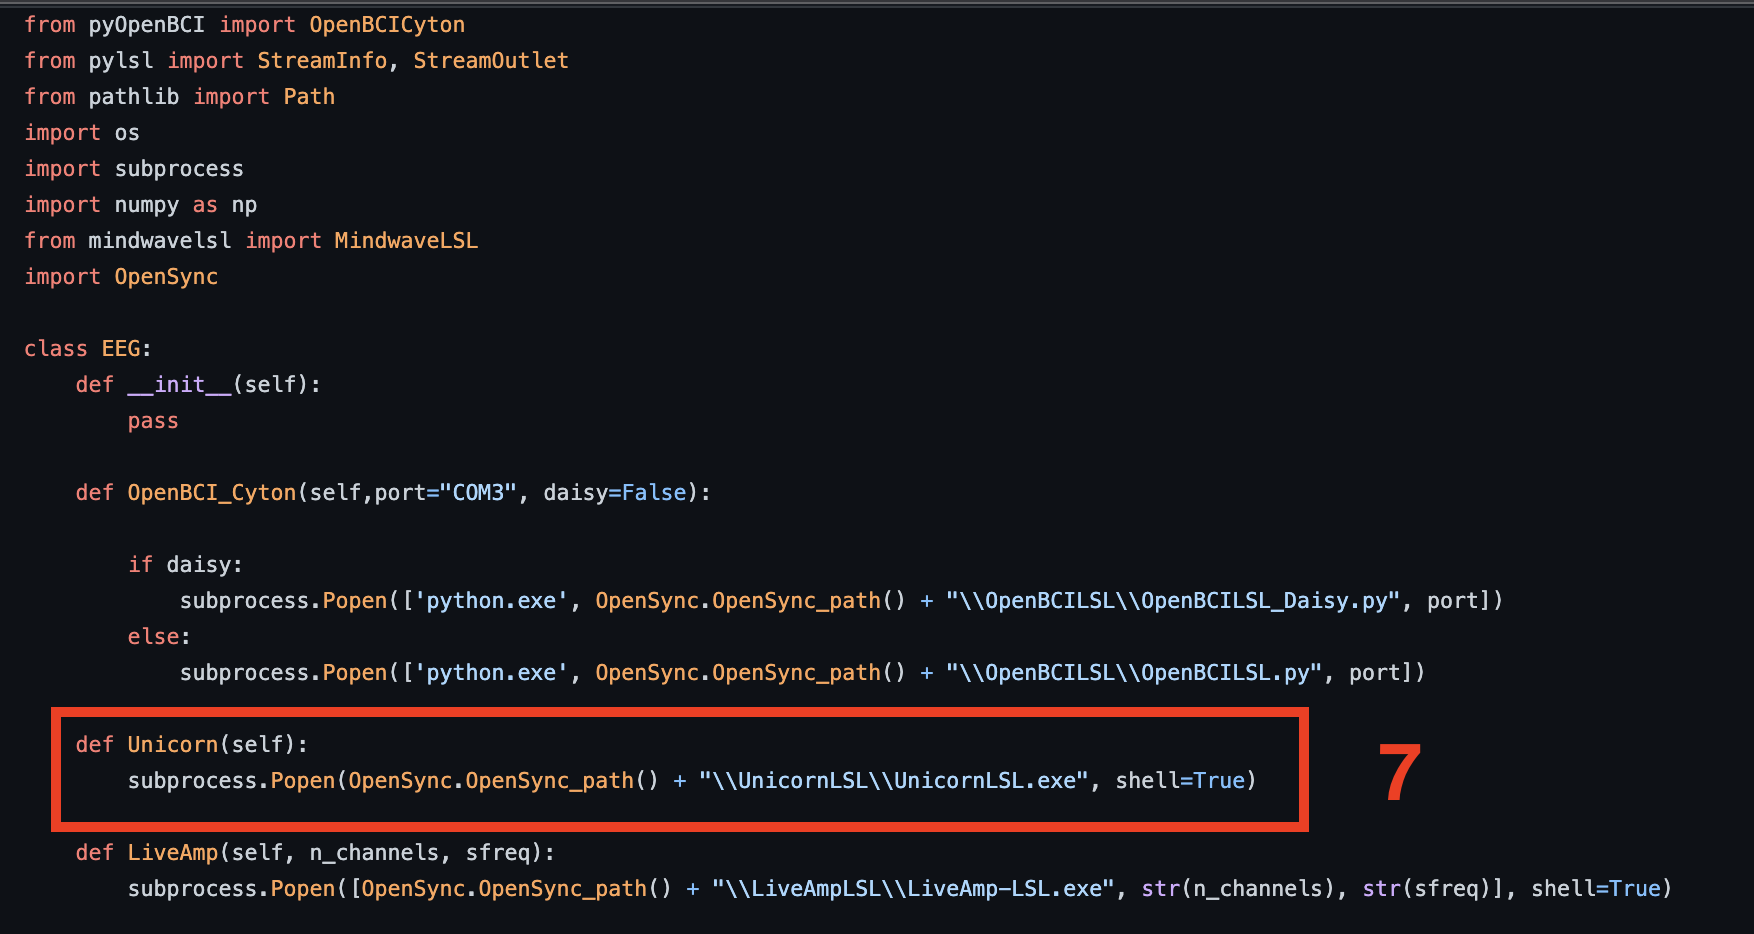 from pyOpenBCI import OpenBCICyton
from pylsl import StreamInfo, StreamOutlet
from pathlib import Path
import os
import subprocess
import numpy as np
from mindwavelsl import MindwaveLSL
import OpenSync

class EEG:
    def __init__(self):
        pass

    def OpenBCI_Cyton(self,port="COM3", daisy=False):

        if daisy:
            subprocess.Popen(['python.exe', OpenSync.OpenSync_path() + "\\OpenBCILSL\\OpenBCILSL_Daisy.py", port])
        else:
            subprocess.Popen(['python.exe', OpenSync.OpenSync_path() + "\\OpenBCILSL\\OpenBCILSL.py", port])

    def Unicorn(self):
        subprocess.Popen(OpenSync.OpenSync_path() + "\\UnicornLSL\\UnicornLSL.exe", shell=True)
7

    def LiveAmp(self, n_channels, sfreq):
        subprocess.Popen([OpenSync.OpenSync_path() + "\\LiveAmpLSL\\LiveAmp-LSL.exe", str(n_channels), str(sfreq)], shell=True)